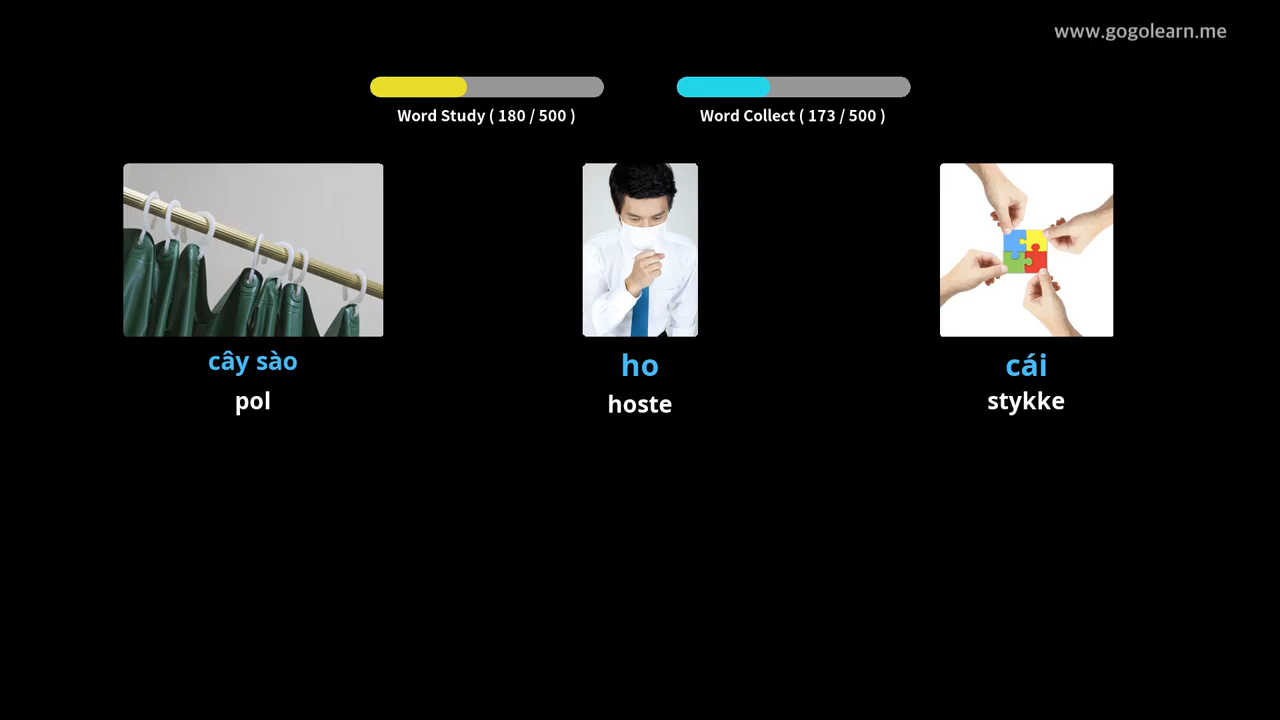 www.gogolearn.me
Word Study ( 180 / 500 )
Word Collect ( 173 / 500 )
cây sào
pol
ho
hoste
cái
stykke